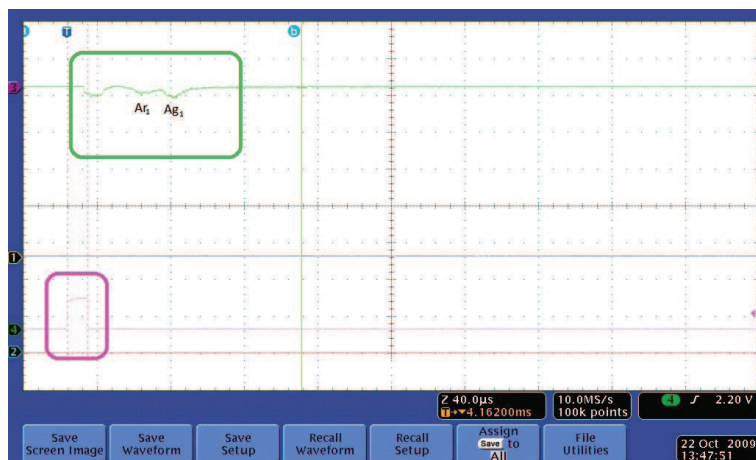 a
T
b
3
Ar1 Ag1
1
4
2
Z 40.0µs
T→▼4.16200ms
10.0MS/s
100k points
4 ∫ 2.20 V
Save
Screen Image
Save
Waveform
Save
Setup
Recall
Waveform
Recall
Setup
Assign
Save to
All
File
Utilities
22 Oct 2009
13:47:51